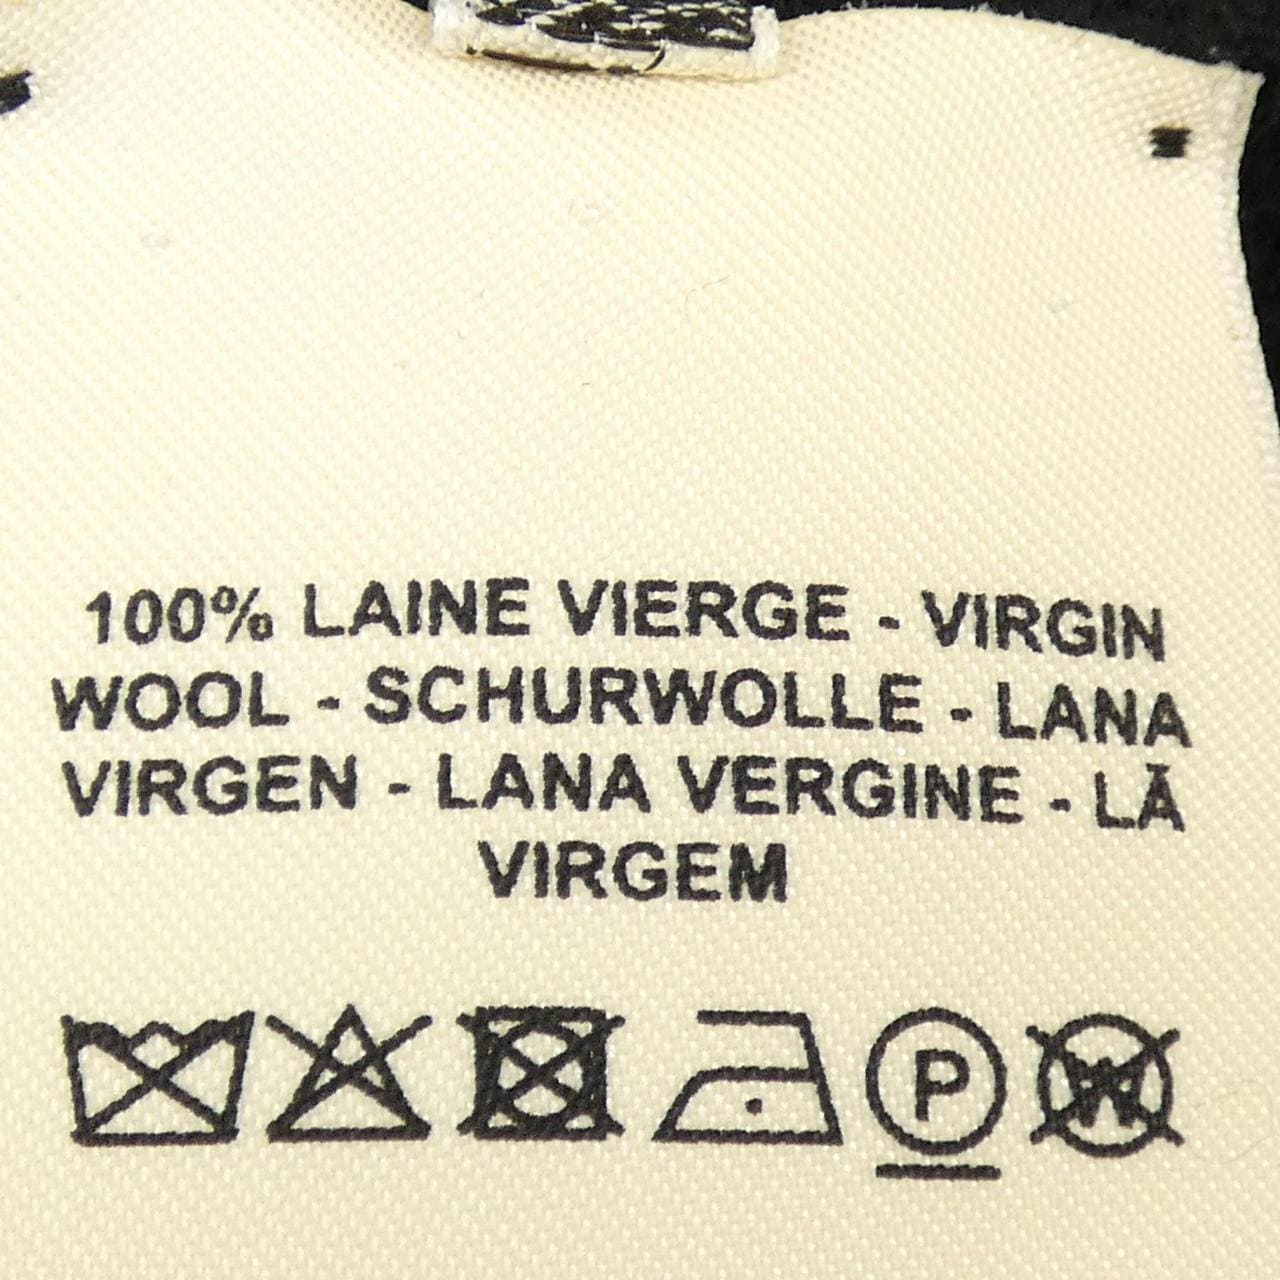 100% LAINE VIERGE - VIRGIN
WOOL - SCHURWOLLE - LANA
VIRGEN - LANA VERGINE - LÃ
VIRGEM
P
W